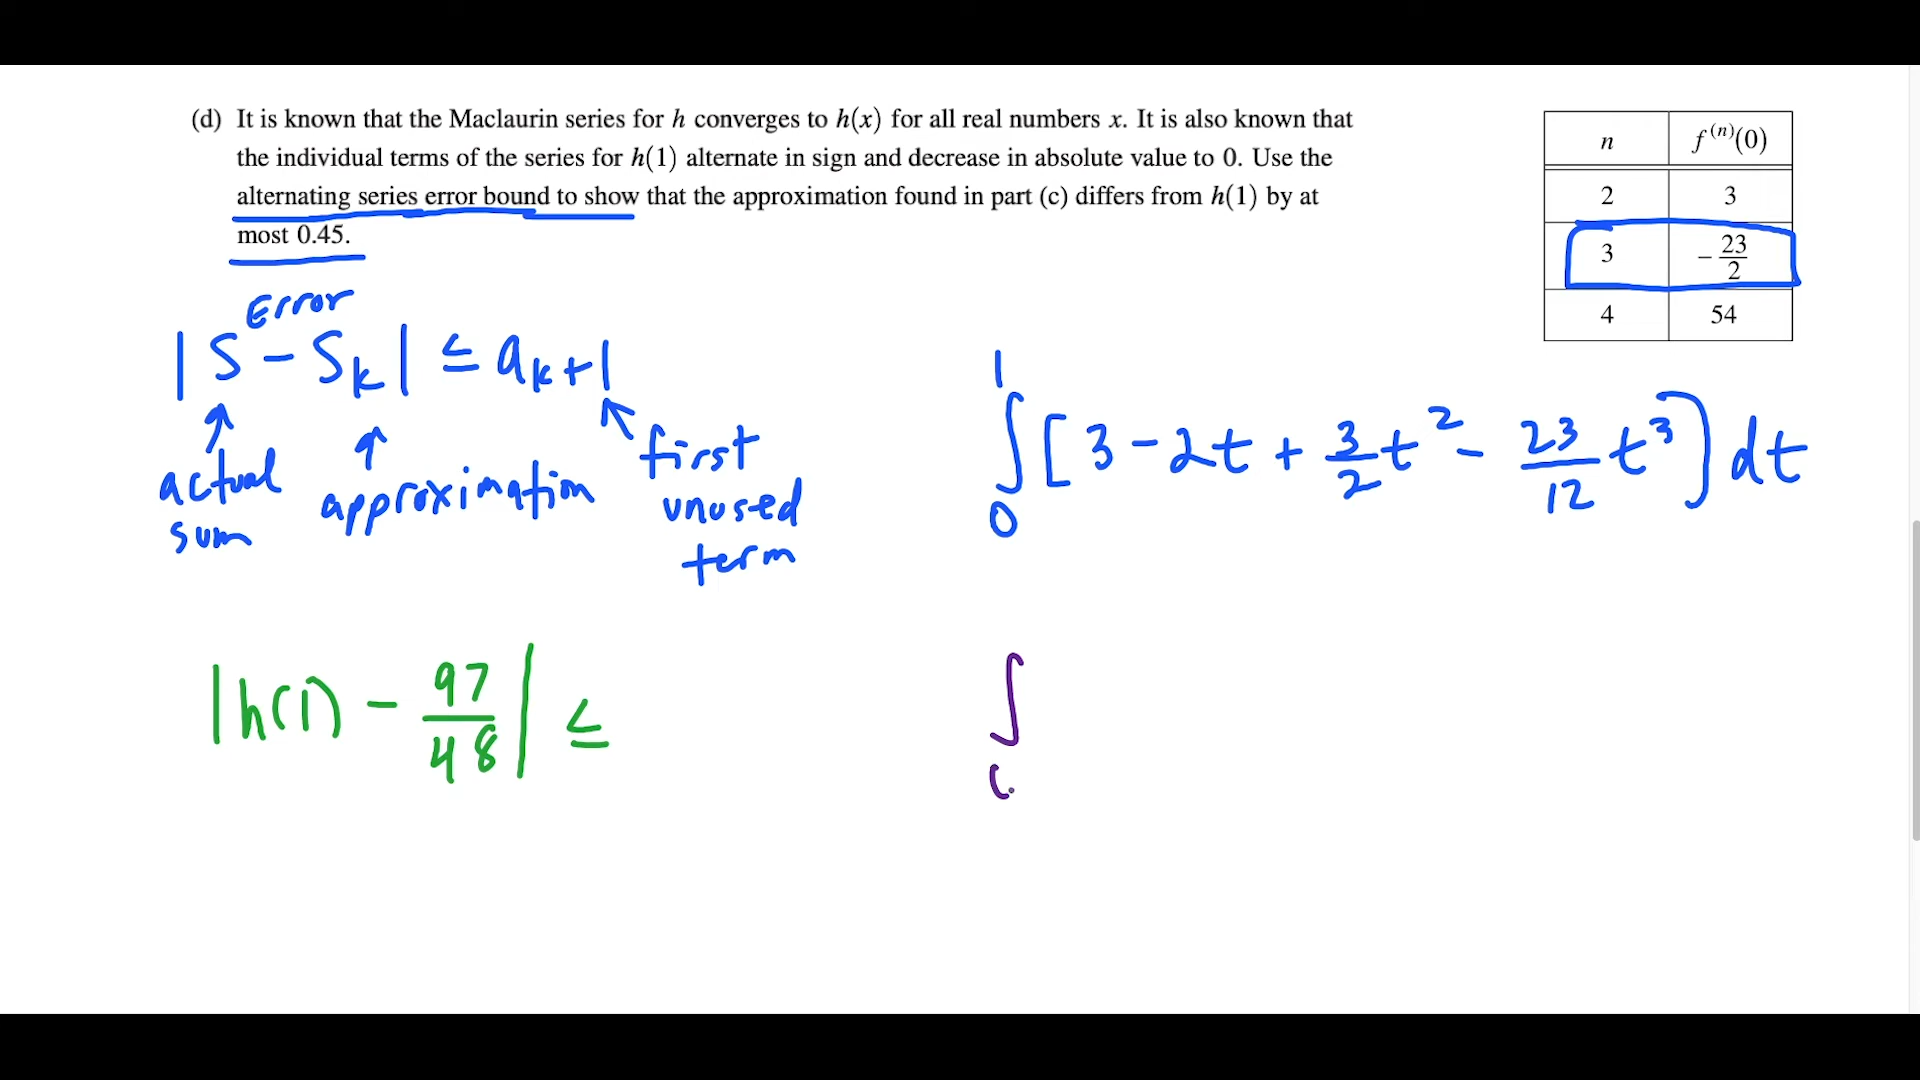 (d) It is known that the Maclaurin series for h converges to h(x) for all real numbers x. It is also known that
the individual terms of the series for h(1) alternate in sign and decrease in absolute value to 0. Use the
alternating series error bound to show that the approximation found in part (c) differs from h(1) by at
most 0.45.
n f^(n)(0)
2 3
3 -23/2
4 54
Error
|S - S_k| ≤ a_k+1
actual sum
approximation
first unused term
∫_0^1 [3 - 2t + 3/2 t^2 - 23/12 t^3] dt
|h(1) - 97/48| ≤
∫